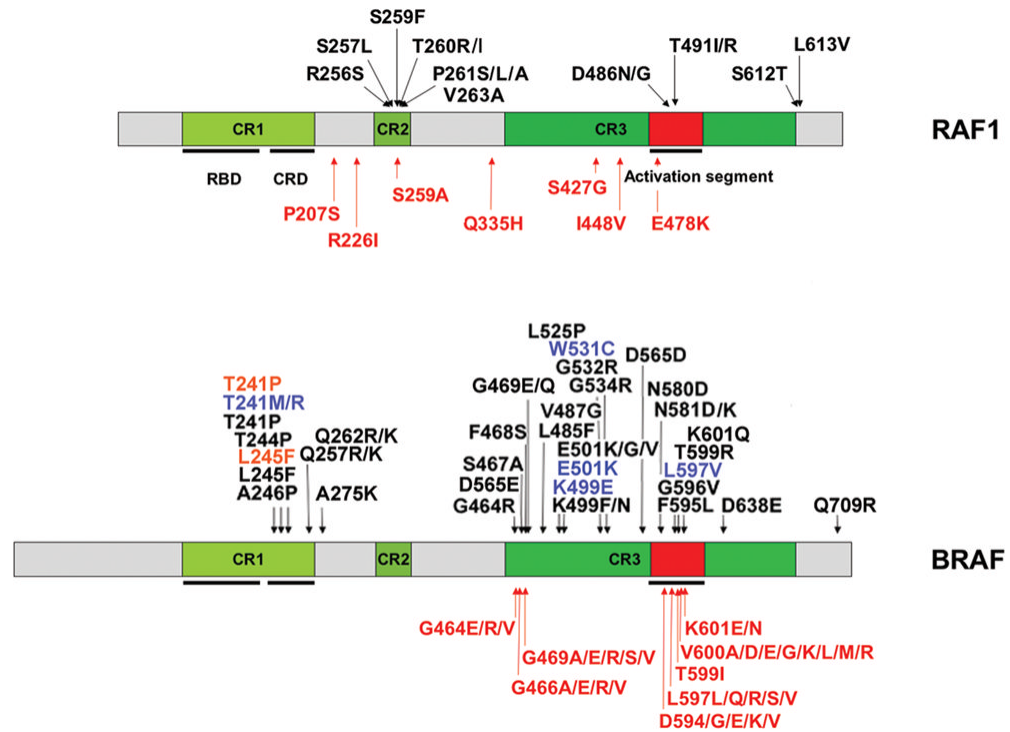 S259F
S257L
T260R/I
T491I/R
L613V
R256S
P261S/L/A
D486N/G
S612T
V263A
CR1
CR2
CR3
RAF1
RBD
CRD
Activation segment
S259A
S427G
P207S
Q335H
I448V
E478K
R226I
L525P
W531C
D565D
G532R
T241P
G469E/Q
G534R
N580D
T241M/R
V487G
N581D/K
T241P
F468S
L485F
K601Q
T244P
Q262R/K
E501K/G/V
T599R
L245F
Q257R/K
S467A
E501K
L597V
L245F
D565E
K499E
G596V
A246P
A275K
G464R
K499F/N
F595L
D638E
Q709R
CR1
CR2
CR3
BRAF
G464E/R/V
K601E/N
G469A/E/R/S/V
V600A/D/E/G/K/L/M/R
T599I
G466A/E/R/V
L597L/Q/R/S/V
D594/G/E/K/V